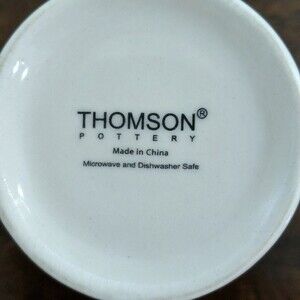 THOMSON®
POTTERY
Made in China
Microwave and Dishwasher Safe